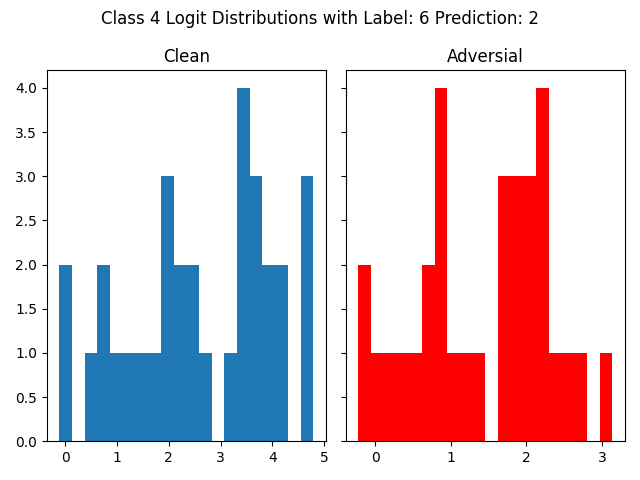 Class 4 Logit Distributions with Label: 6 Prediction: 2
Clean
Adversial
4.0
3.5
3.0
2.5
2.0
1.5
1.0
0.5
0.0
0 1 2 3 4 5
0 1 2 3